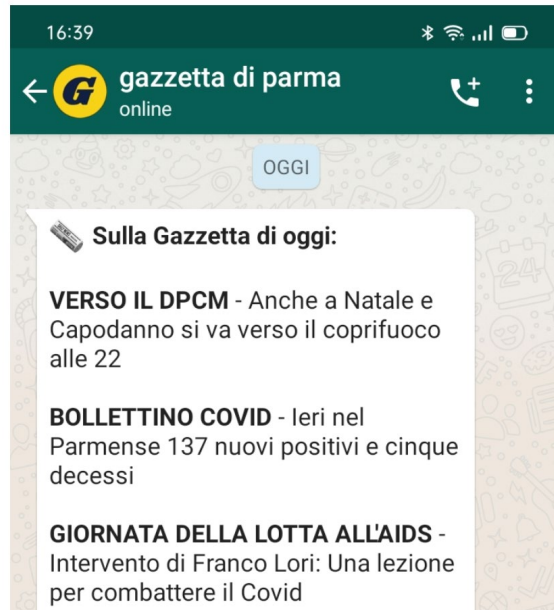 16:39
G
gazzetta di parma
online
OGGI
Sulla Gazzetta di oggi:
VERSO IL DPCM - Anche a Natale e
Capodanno si va verso il coprifuoco
alle 22
BOLLETTINO COVID - Ieri nel
Parmense 137 nuovi positivi e cinque
decessi
GIORNATA DELLA LOTTA ALL'AIDS -
Intervento di Franco Lori: Una lezione
per combattere il Covid